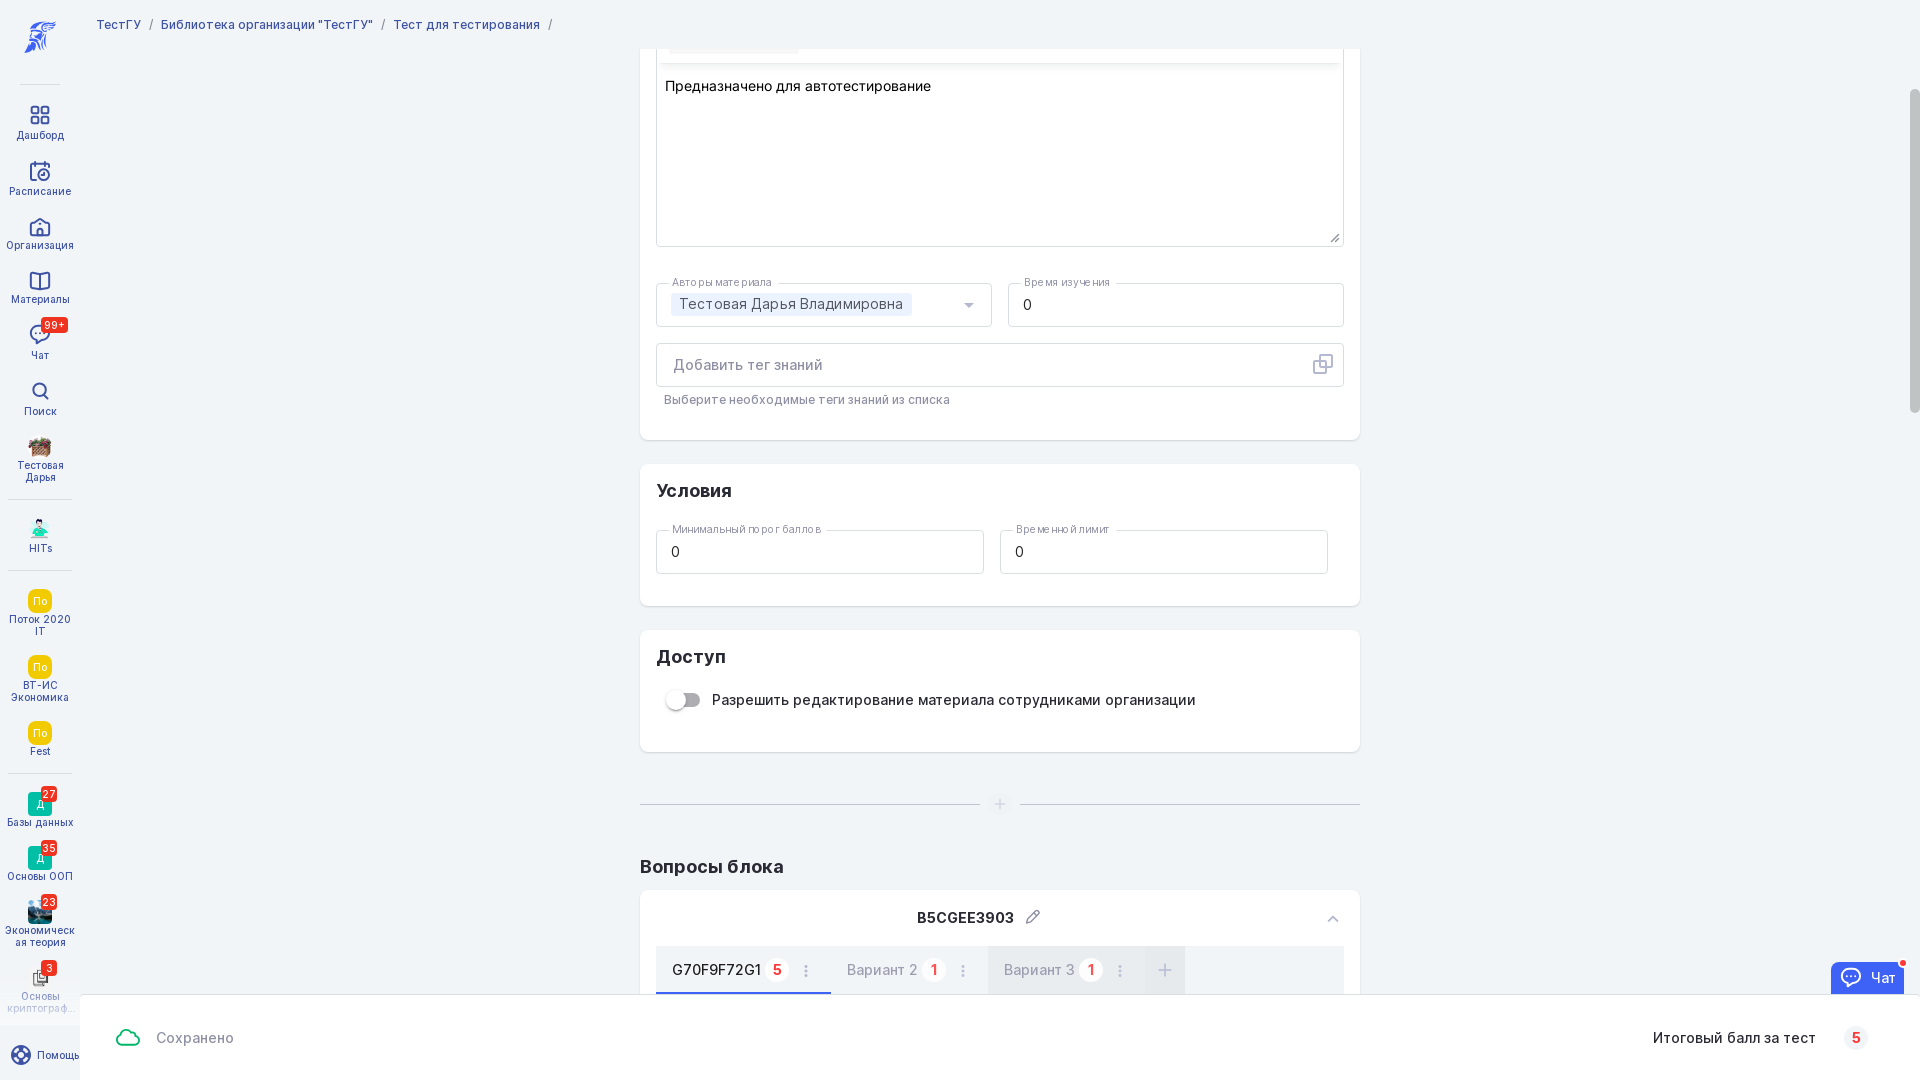 ТестГУ / Библиотека организации "ТестГУ" / Тест для тестирования /
Дашборд
Расписание
Организация
Материалы
99+
Чат
Поиск
Тестовая
Дарья
HITs
По
Поток 2020
IT
По
ВТ-ИС
Экономика
По
Fest
27
Д
Базы данных
35
Д
Основы ООП
23
Экономическ
ая теория
3
Основы
криптограф...
Помощь
Предназначено для автотестирование
Авторы материала
Тестовая Дарья Владимировна
Время изучения
0
Добавить тег знаний
Выберите необходимые теги знаний из списка
Условия
Минимальный порог баллов
0
Временной лимит
0
Доступ
Разрешить редактирование материала сотрудниками организации
Вопросы блока
B5CGEE3903
G70F9F72G1 5
Вариант 2 1
Вариант 3 1
Чат
Сохранено
Итоговый балл за тест 5